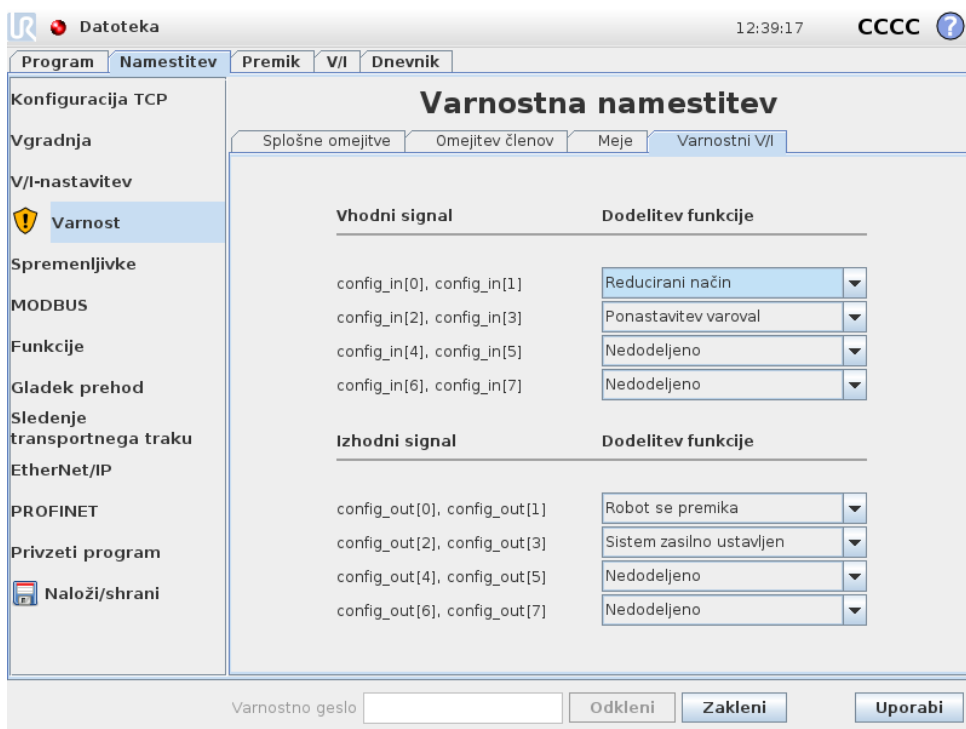 UR Datoteka 12:39:17 CCCC ?
Program Namestitev Premik V/I Dnevnik
Konfiguracija TCP
Vgradnja
V/I-nastavitev
Varnost
Spremenljivke
MODBUS
Funkcije
Gladek prehod
Sledenje
transportnega traku
EtherNet/IP
PROFINET
Privzeti program
Naloži/shrani
Varnostna namestitev
Splošne omejitve Omejitev členov Meje Varnostni V/I
Vhodni signal Dodelitev funkcije
config_in[0], config_in[1] Reducirani način
config_in[2], config_in[3] Ponastavitev varoval
config_in[4], config_in[5] Nedodeljeno
config_in[6], config_in[7] Nedodeljeno
Izhodni signal Dodelitev funkcije
config_out[0], config_out[1] Robot se premika
config_out[2], config_out[3] Sistem zasilno ustavljen
config_out[4], config_out[5] Nedodeljeno
config_out[6], config_out[7] Nedodeljeno
Varnostno geslo Odkleni Zakleni Uporabi